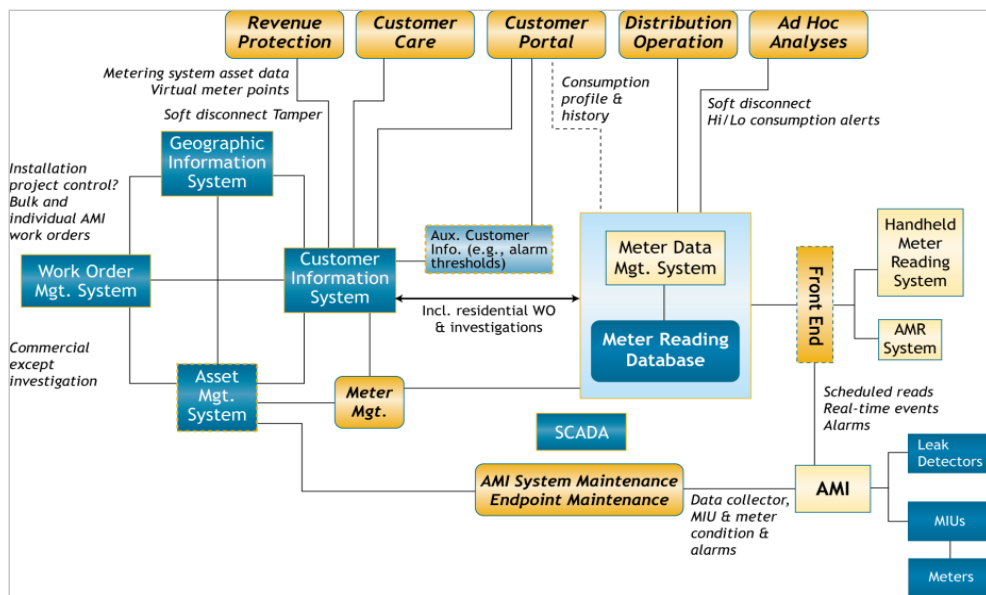 Revenue
Protection
Customer
Care
Customer
Portal
Distribution
Operation
Ad Hoc
Analyses
Metering system asset data
Virtual meter points
Soft disconnect Tamper
Consumption
profile &
history
Soft disconnect
Hi/Lo consumption alerts
Geographic
Information
System
Installation
project control?
Bulk and
individual AMI
work orders
Work Order
Mgt. System
Customer
Information
System
Aux. Customer
Info. (e.g., alarm
thresholds)
Meter Data
Mgt. System
Meter Reading
Database
Front End
Handheld
Meter
Reading
System
AMR
System
Incl. residential WO
& investigations
Commercial
except
investigation
Asset
Mgt.
System
Meter
Mgt.
SCADA
Scheduled reads
Real-time events
Alarms
AMI System Maintenance
Endpoint Maintenance
Data collector,
MIU & meter
condition &
alarms
AMI
Leak
Detectors
MIUs
Meters